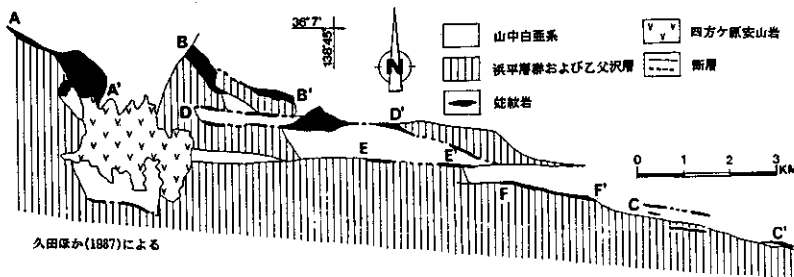 A
A'
B
B'
D
D'
E
E'
F
F'
C
C'
36°7'
138°45'
N
山中白亜系
浜平層群および乙父沢層
蛇紋岩
四方ケ原安山岩
断層
0 1 2 3
KM
久田ほか(1987)による